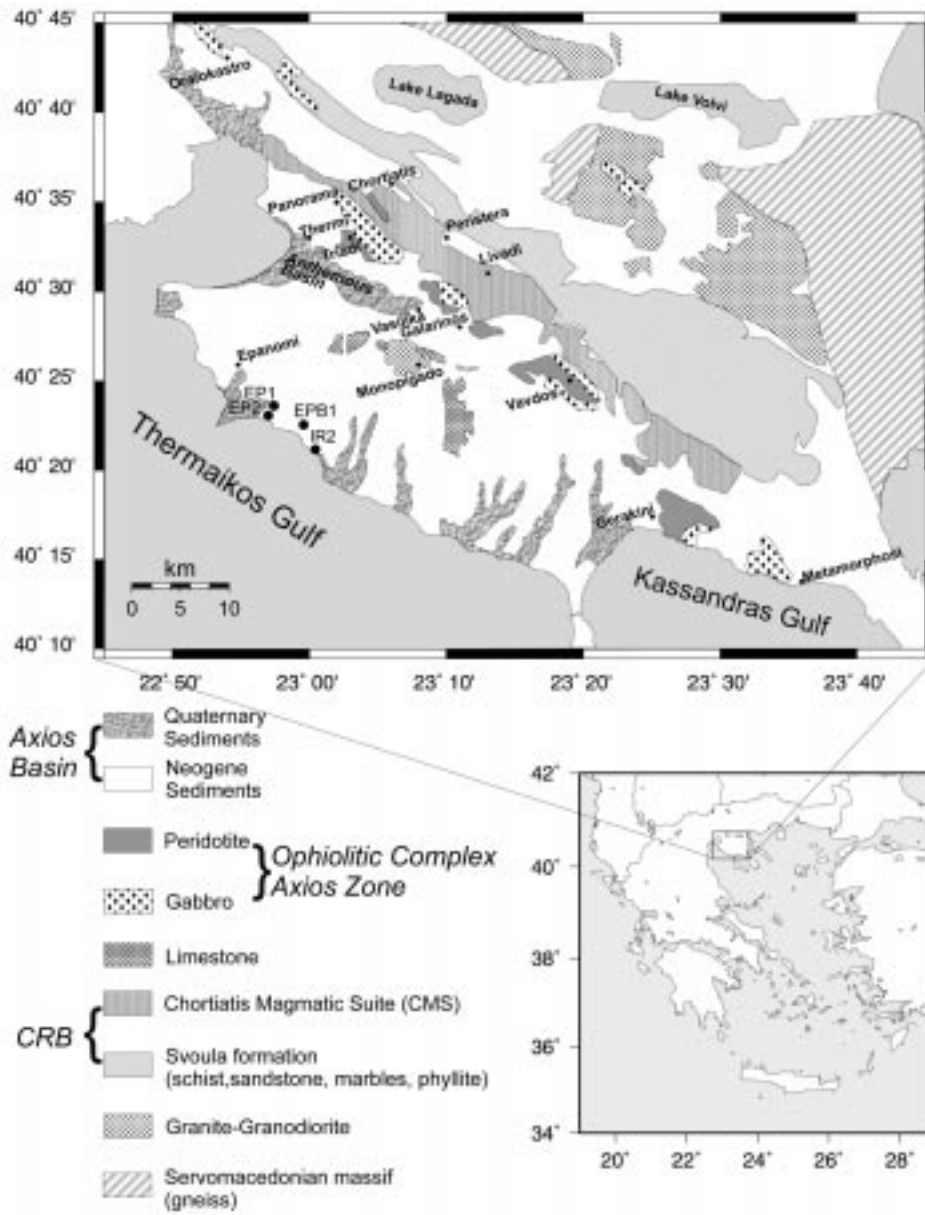 40° 45'
40° 40'
40° 35'
40° 30'
40° 25'
40° 20'
40° 15'
40° 10'
Oraiokastro
Lake Lagada
Lake Volvi
Panorama
Chortiatis
Thermi
Peristera
Livadi
Anthemous
Basin
Vasilika
Galarinos
Epanomi
Monopigado
Vavdos
EP1
EP2
EPB1
IR2
Thermaikos Gulf
Gerakini
Metamorphosi
Kassandras Gulf
km
0 5 10
22° 50' 23° 00' 23° 10' 23° 20' 23° 30' 23° 40'
Axios
Basin
Quaternary
Sediments
Neogene
Sediments
Peridotite
Gabbro
Ophiolitic Complex
Axios Zone
Limestone
CRB
Chortiatis Magmatic Suite (CMS)
Svoula formation
(schist,sandstone, marbles, phyllite)
Granite-Granodiorite
Servomacedonian massif
(gneiss)
42°
40°
38°
36°
34°
20° 22° 24° 26° 28°